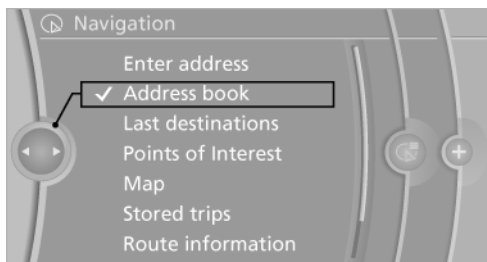 Navigation
Enter address
Address book
Last destinations
Points of Interest
Map
Stored trips
Route information